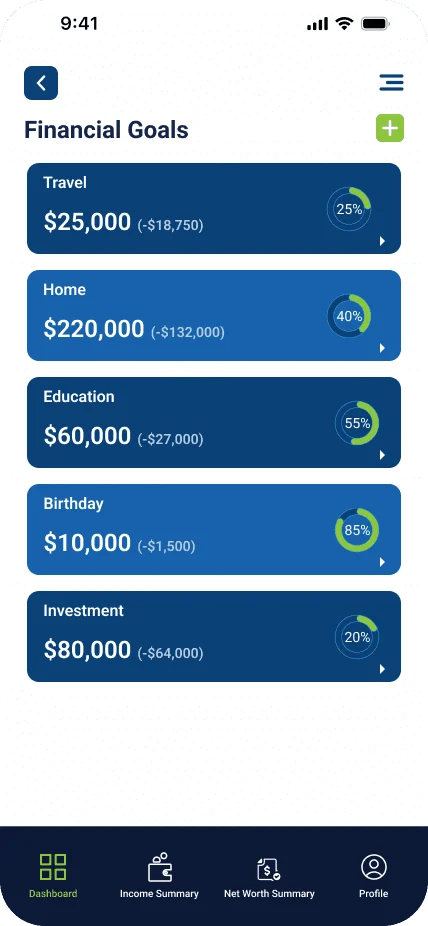 9:41
Financial Goals
Travel
$25,000 (-$18,750)
25%
Home
$220,000 (-$132,000)
40%
Education
$60,000 (-$27,000)
55%
Birthday
$10,000 (-$1,500)
85%
Investment
$80,000 (-$64,000)
20%
Dashboard Income Summary Net Worth Summary Profile